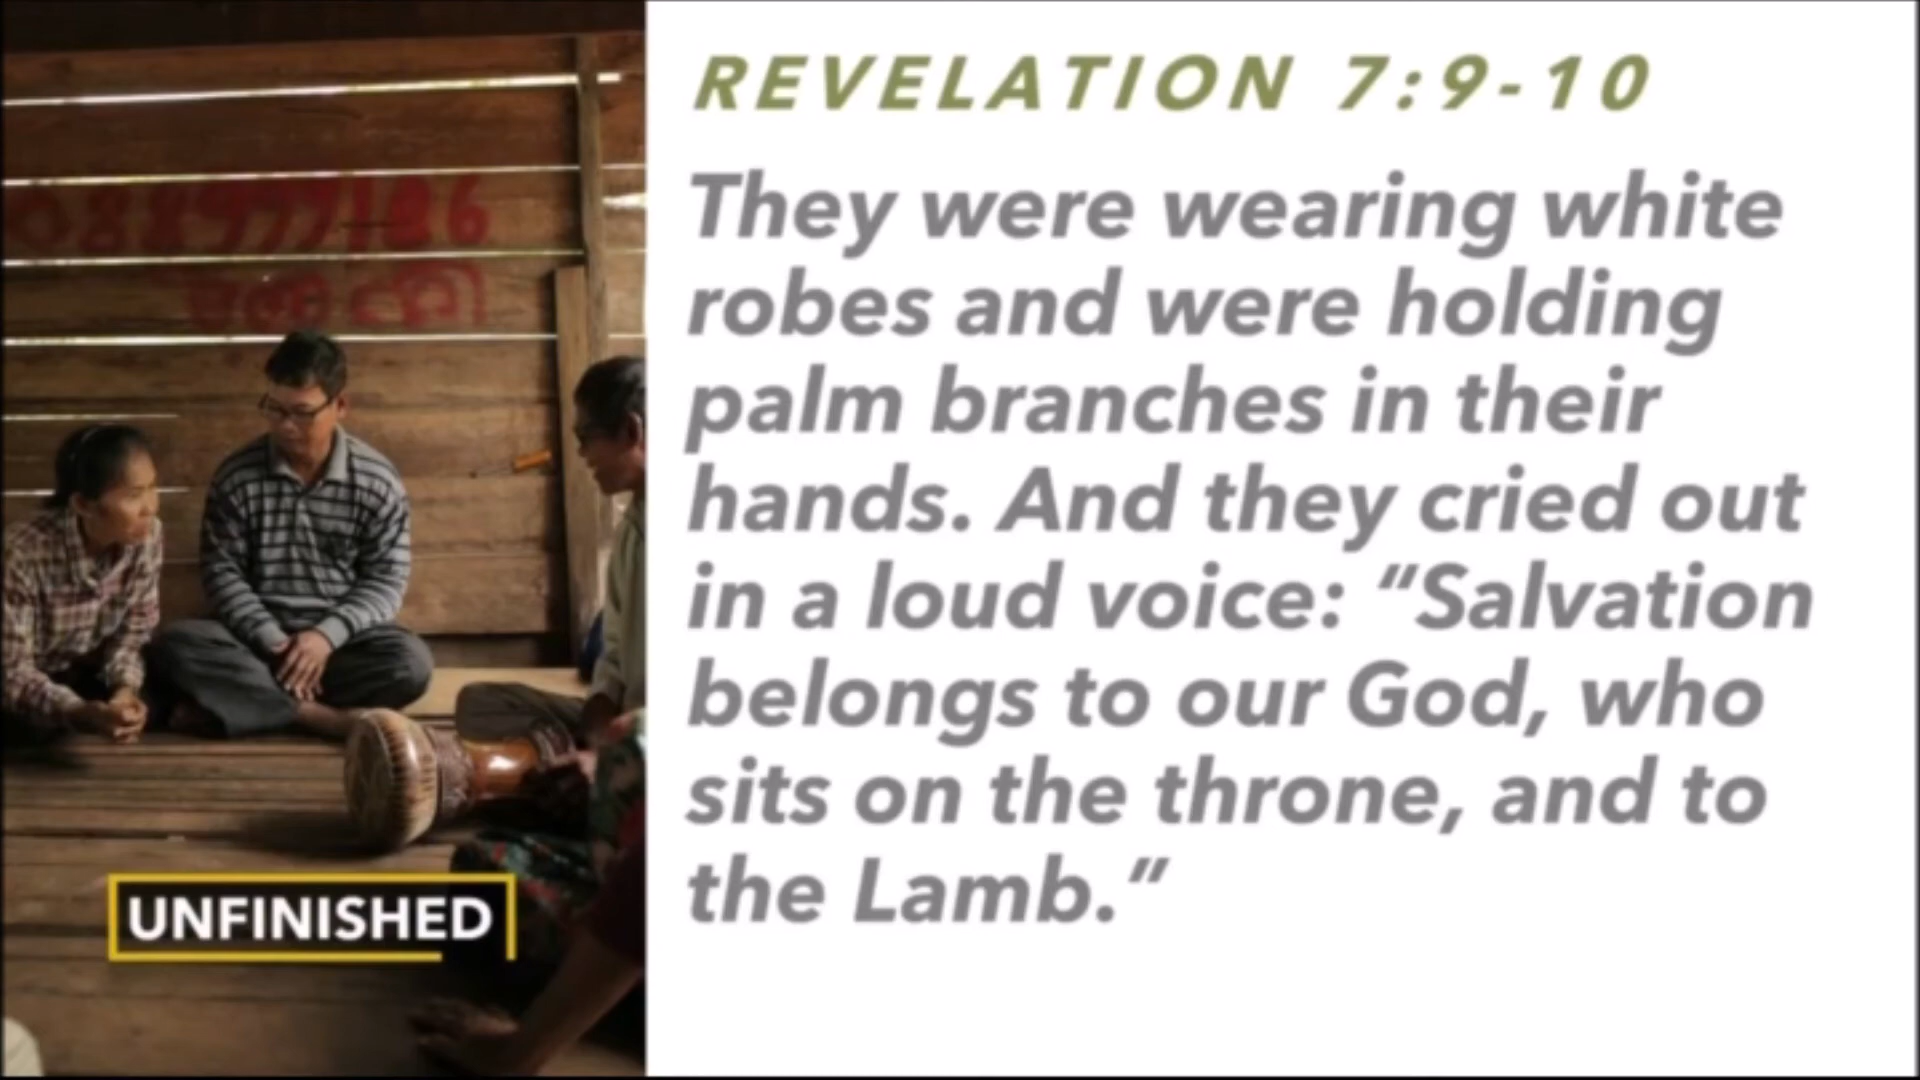 REVELATION 7:9-10
They were wearing white
robes and were holding
palm branches in their
hands. And they cried out
in a loud voice: “Salvation
belongs to our God, who
sits on the throne, and to
the Lamb.”
UNFINISHED